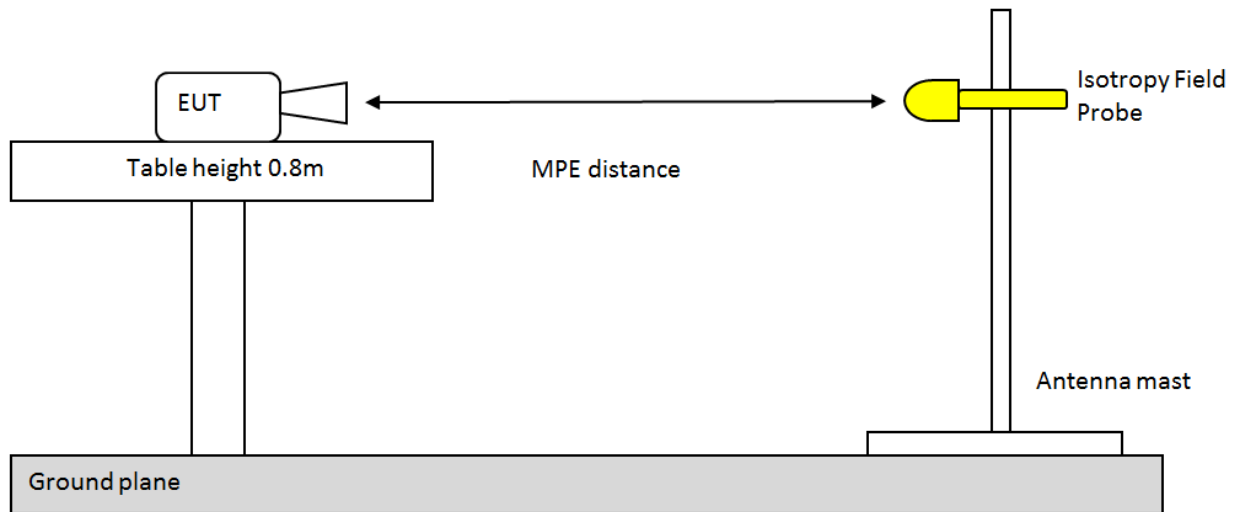 EUT
Isotropy Field
Probe
Table height 0.8m
MPE distance
Antenna mast
Ground plane